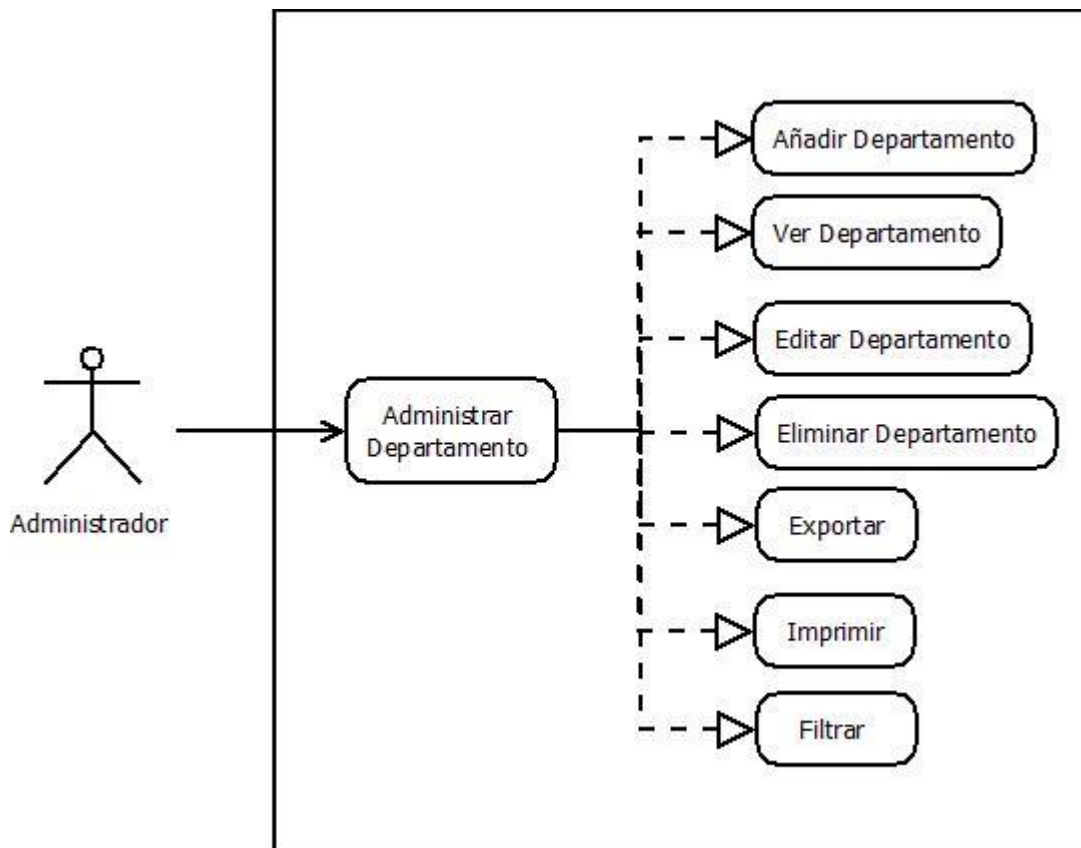 Añadir Departamento
Ver Departamento
Editar Departamento
Administrar
Departamento
Eliminar Departamento
Administrador
Exportar
Imprimir
Filtrar